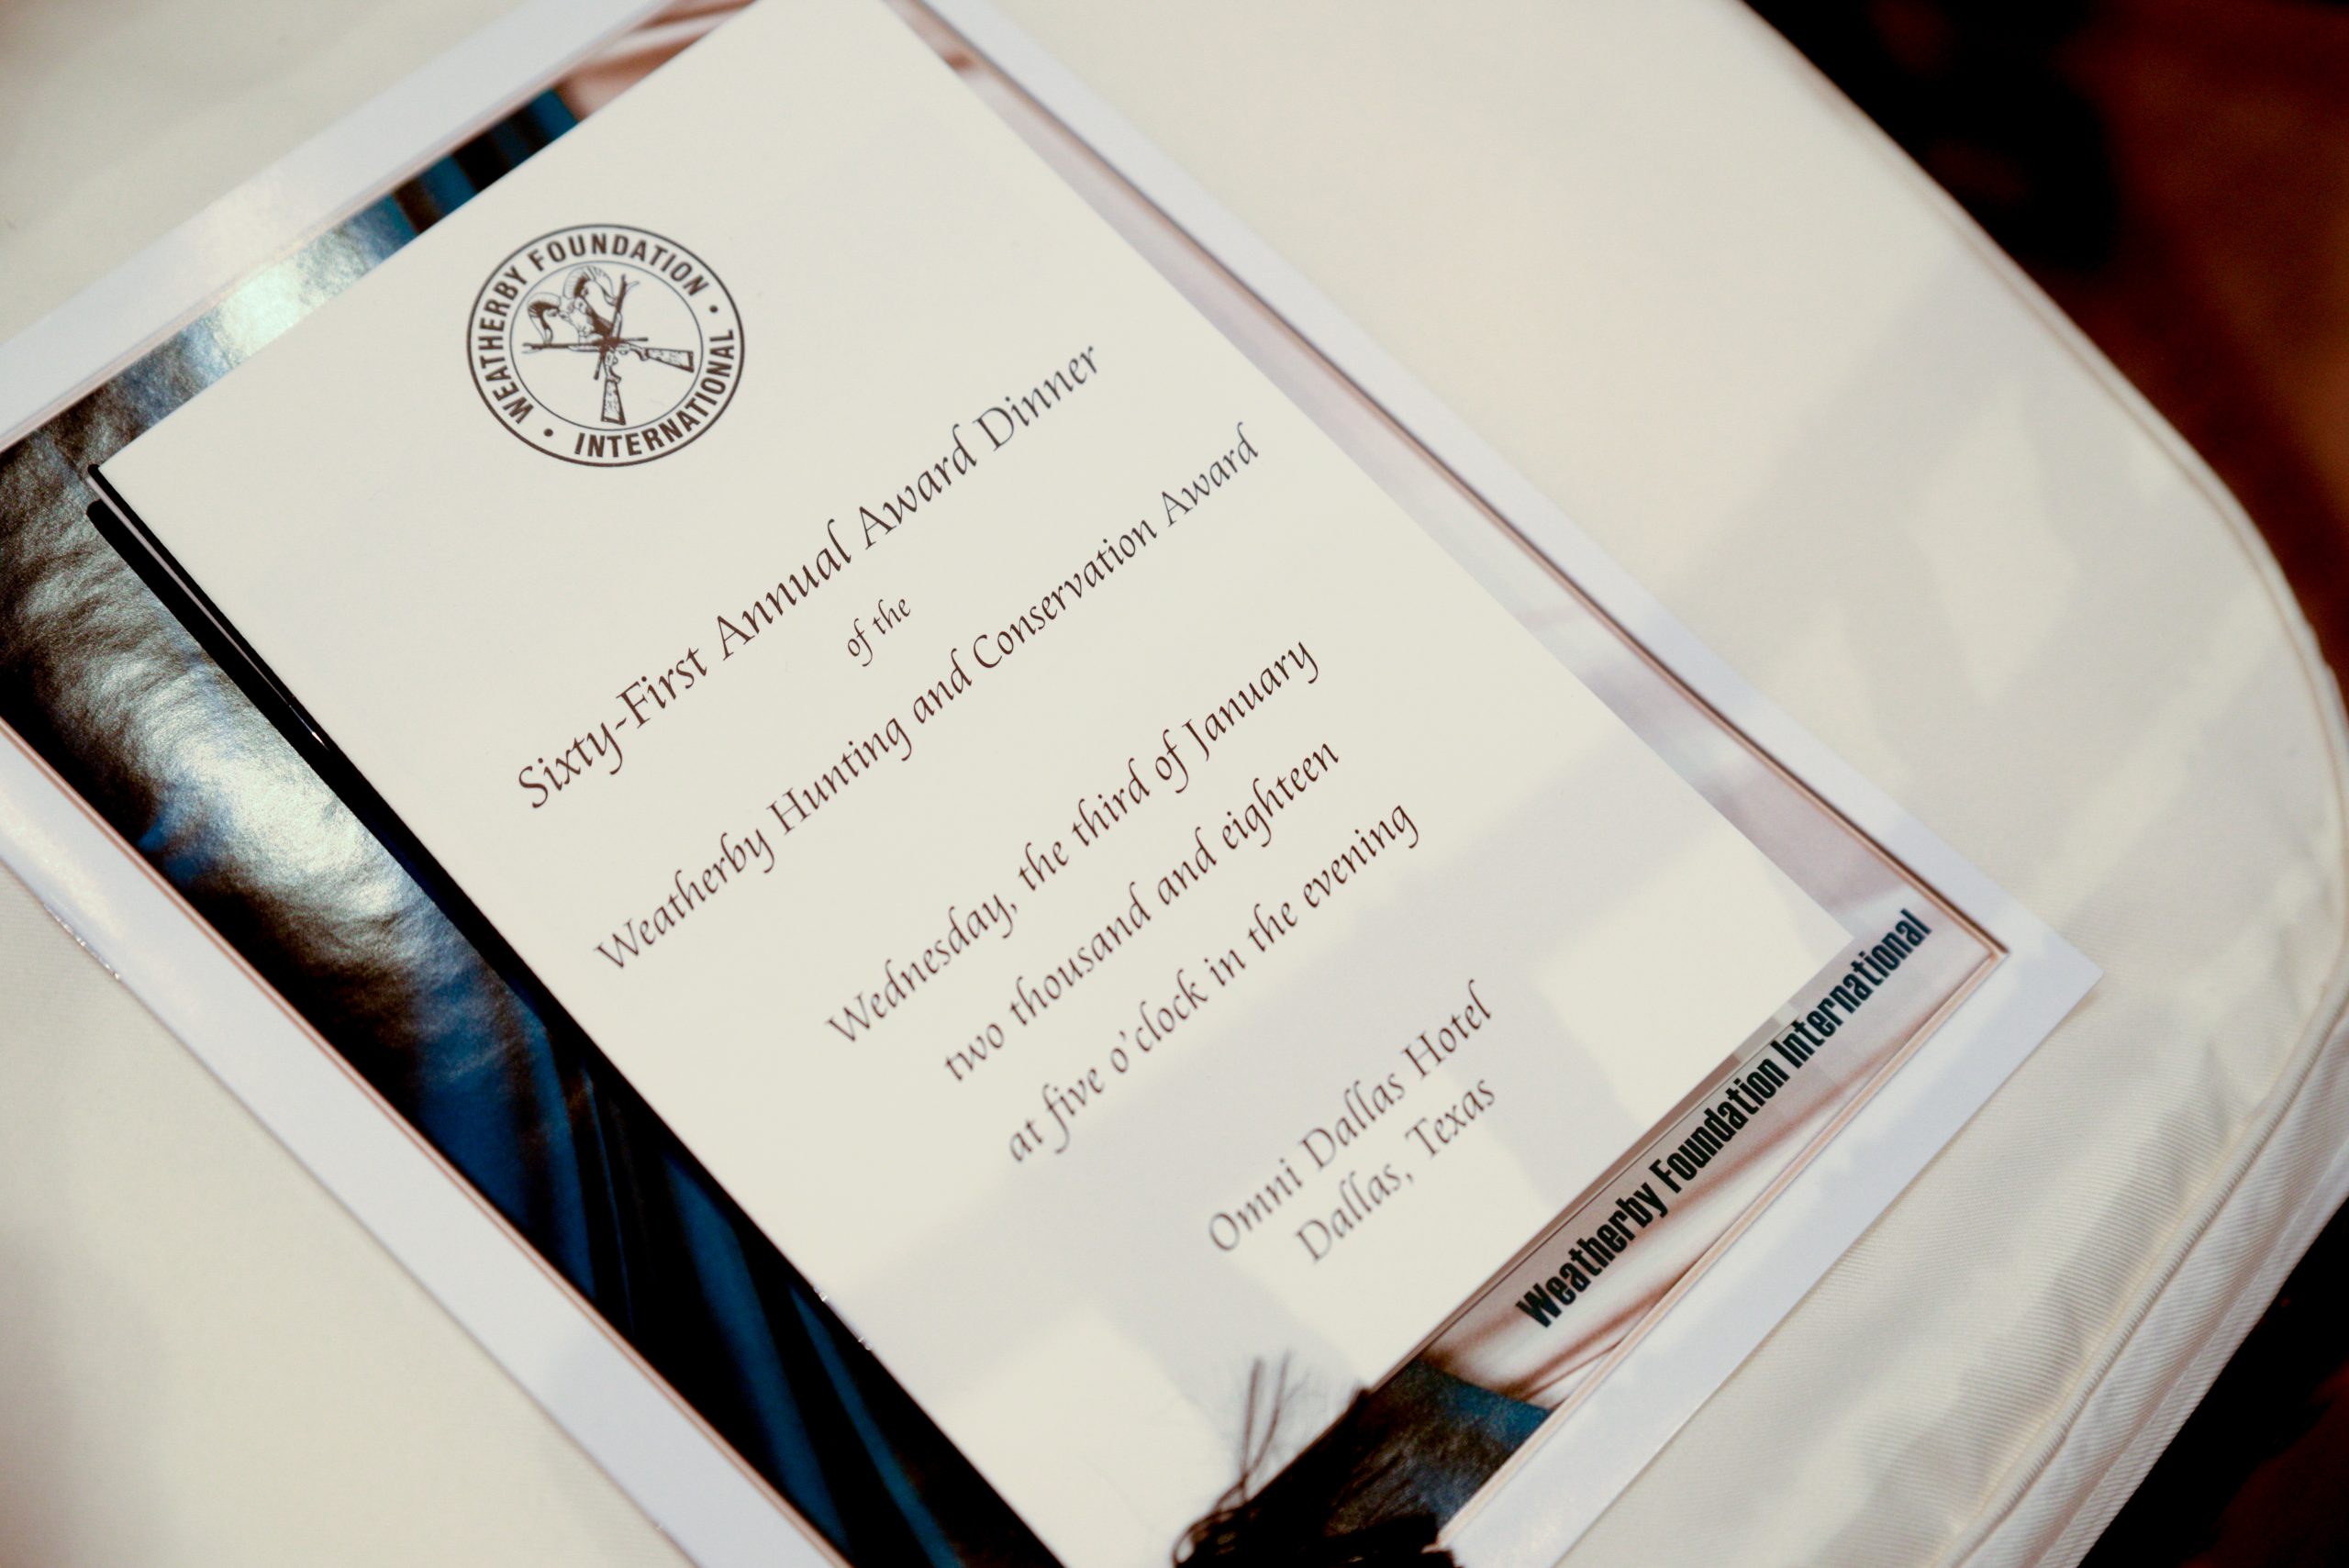 WEATHERBY FOUNDATION • INTERNATIONAL •
Sixty-First Annual Award Dinner
of the
Weatherby Hunting and Conservation Award
Wednesday, the third of January
two thousand and eighteen
at five o'clock in the evening
Omni Dallas Hotel
Dallas, Texas
Weatherby Foundation International